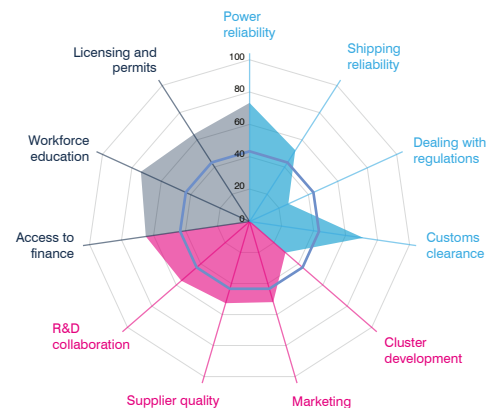 Power
reliability
Shipping
reliability
Dealing with
regulations
Customs
clearance
Cluster
development
Marketing
Supplier quality
R&D
collaboration
Access to
finance
Workforce
education
Licensing and
permits
100
80
60
40
20
0